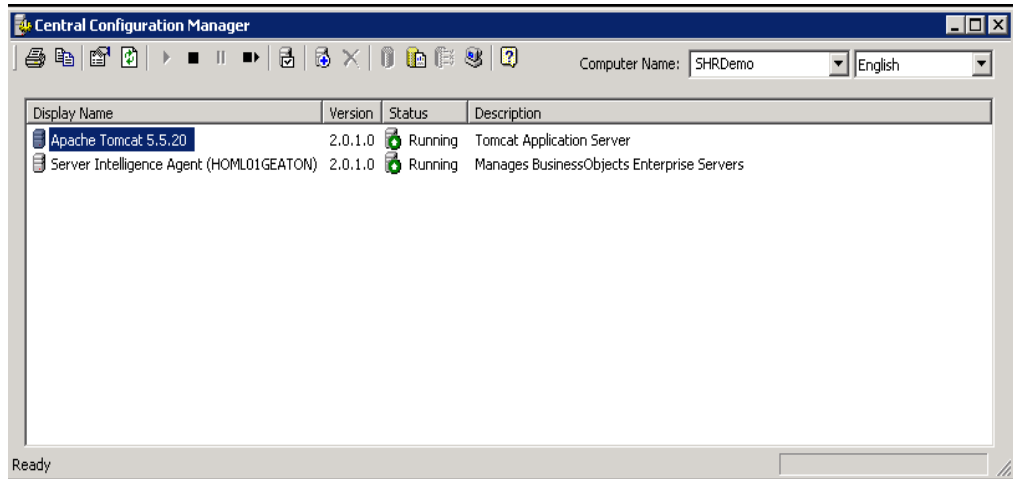 Central Configuration Manager
Computer Name: SHRDemo English
Display Name Version Status Description
Apache Tomcat 5.5.20 2.0.1.0 Running Tomcat Application Server
Server Intelligence Agent (HOML01GEATON) 2.0.1.0 Running Manages BusinessObjects Enterprise Servers
Ready